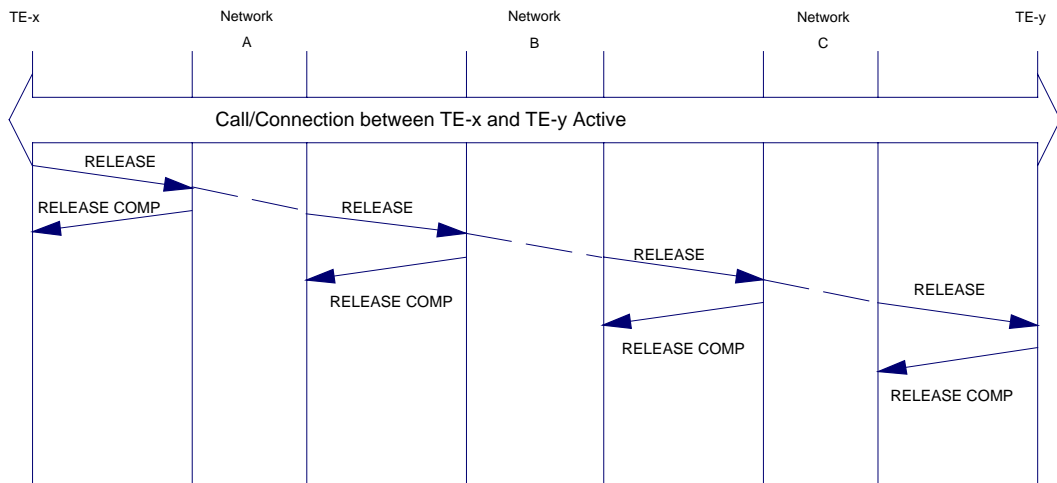 TE-x
Network
A
Network
B
Network
C
TE-y
Call/Connection between TE-x and TE-y Active
RELEASE
RELEASE COMP
RELEASE
RELEASE COMP
RELEASE
RELEASE COMP
RELEASE
RELEASE COMP